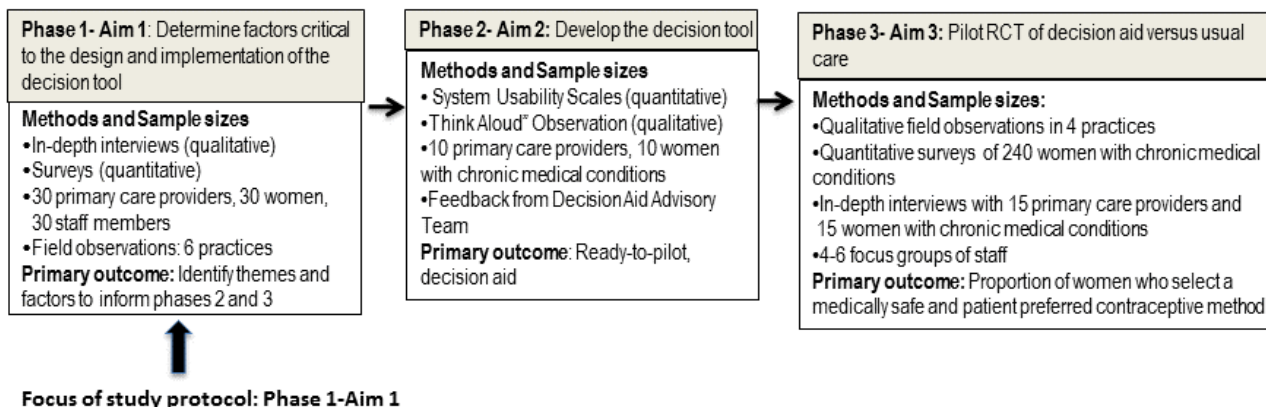 Phase 1- Aim 1: Determine factors critical
to the design and implementation of the
decision tool
Methods and Sample sizes
•In-depth interviews (qualitative)
•Surveys (quantitative)
•30 primary care providers, 30 women,
30 staff members
•Field observations: 6 practices
Primary outcome: Identify themes and
factors to inform phases 2 and 3
Phase 2- Aim 2: Develop the decision tool
Methods and Sample sizes
• System Usability Scales (quantitative)
•Think Aloud” Observation (qualitative)
•10 primary care providers, 10 women
with chronic medical conditions
•Feedback from Decision Aid Advisory
Team
Primary outcome: Ready-to-pilot,
decision aid
Phase 3- Aim 3: Pilot RCT of decision aid versus usual
care
Methods and Sample sizes:
•Qualitative field observations in 4 practices
•Quantitative surveys of 240 women with chronic medical
conditions
•In-depth interviews with 15 primary care providers and
15 women with chronic medical conditions
•4-6 focus groups of staff
Primary outcome: Proportion of women who select a
medically safe and patient preferred contraceptive method
Focus of study protocol: Phase 1-Aim 1